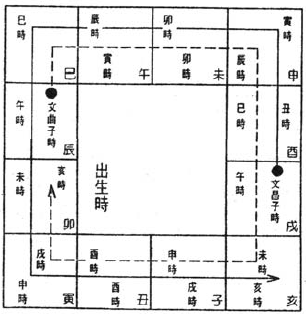 巳時
巳
辰時
寅時
午
卯時
卯時
未
寅時
辰時
申
午時
文曲子時
辰
巳時
丑時
酉
未時
亥時
卯
出生時
午時
文昌子時
戌
戌時
申時
寅
酉時
酉時
丑
申時
戌時
子
未時
亥時
亥